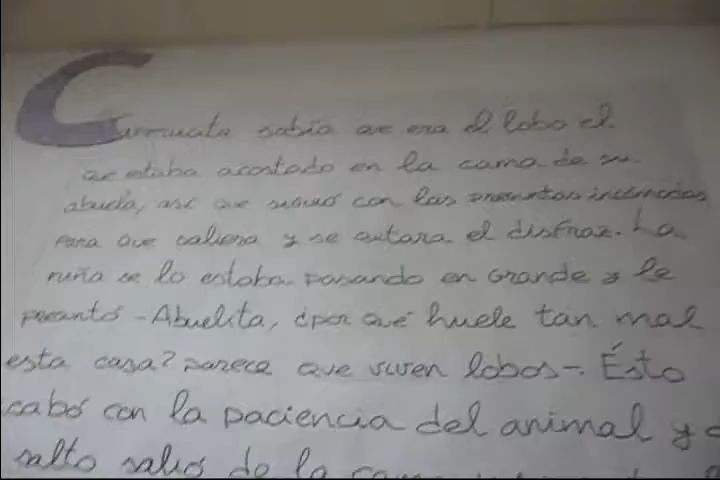 Carrucata sabía que era el lobo el
que estaba acostado en la cama de su
abuela, así que siguió con las preguntas incómodas
para que saliera y se quitara el disfraz. La
niña se lo estaba pasando en grande y le
preguntó - Abuelita, ¿por qué huele tan mal
esta casa? parece que viven lobos -. Ésto
cabó con la paciencia del animal y
salto salió de la cama